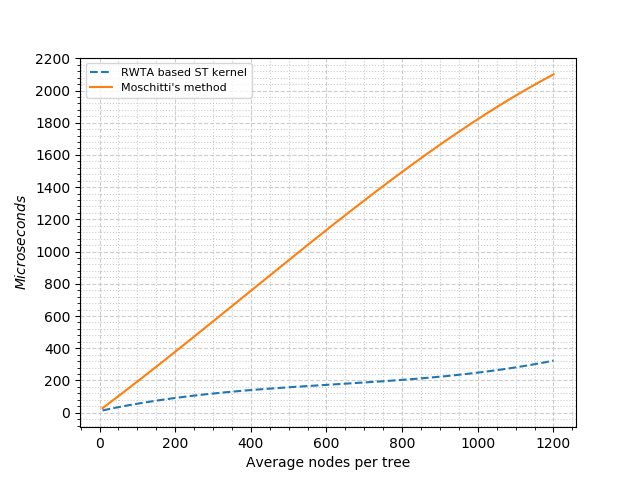 RWTA based ST kernel
Moschitti's method
2200
2000
1800
1600
1400
1200
1000
800
600
400
200
0
Microseconds
0 200 400 600 800 1000 1200
Average nodes per tree